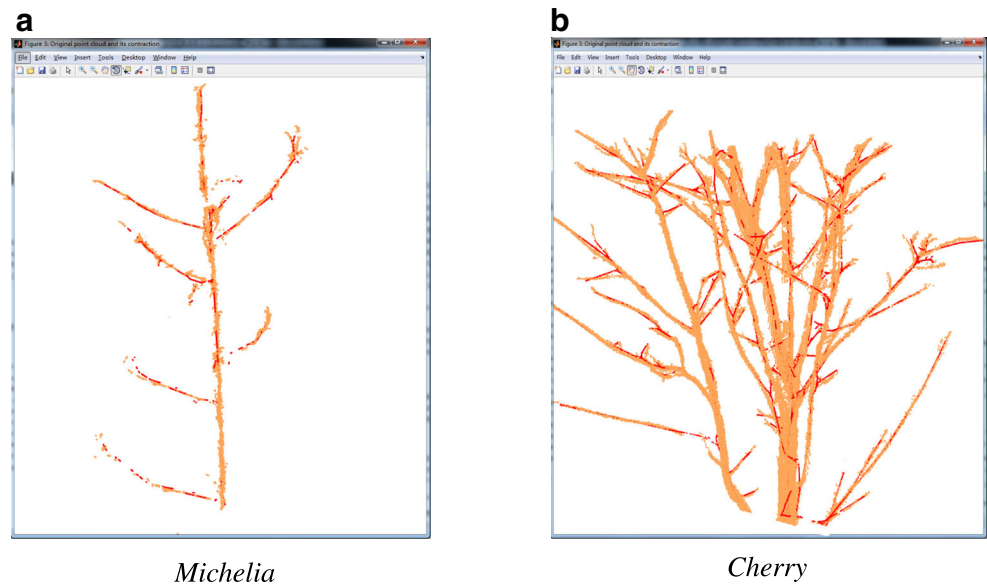 a
b
Figure 3: Original point cloud and its contraction
File Edit View Insert Tools Desktop Window Help
Figure 3: Original point cloud and its contraction
File Edit View Insert Tools Desktop Window Help
Michelia
Cherry